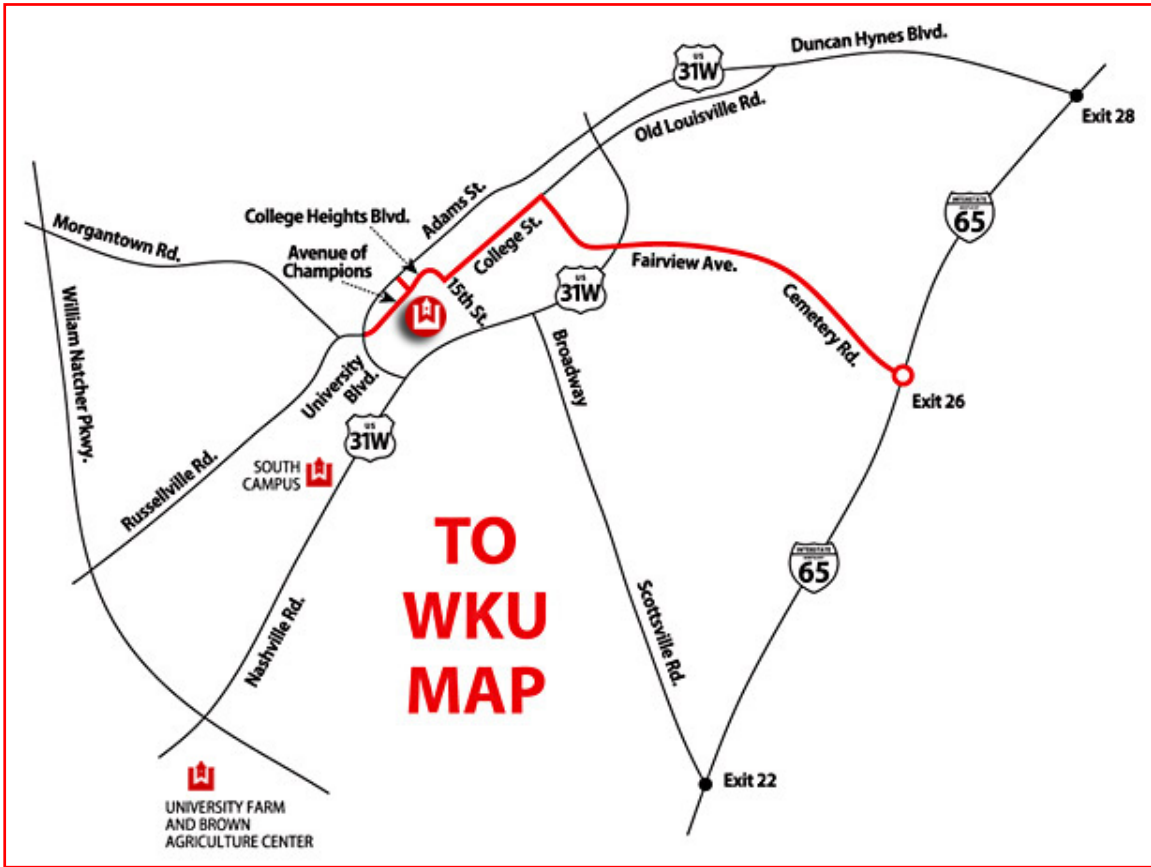 Duncan Hynes Blvd.
US
31W
Old Louisville Rd.
Exit 28
INTERSTATE
65
Adams St.
College Heights Blvd.
Morgantown Rd.
Avenue of
Champions
College St.
15th St.
Fairview Ave.
US
31W
Cemetery Rd.
William Natcher Pkwy.
University
Blvd.
Broadway
Exit 26
US
31W
SOUTH
CAMPUS
Russellville Rd.
TO
WKU
MAP
INTERSTATE
65
Scottsville Rd.
Nashville Rd.
Exit 22
UNIVERSITY FARM
AND BROWN
AGRICULTURE CENTER